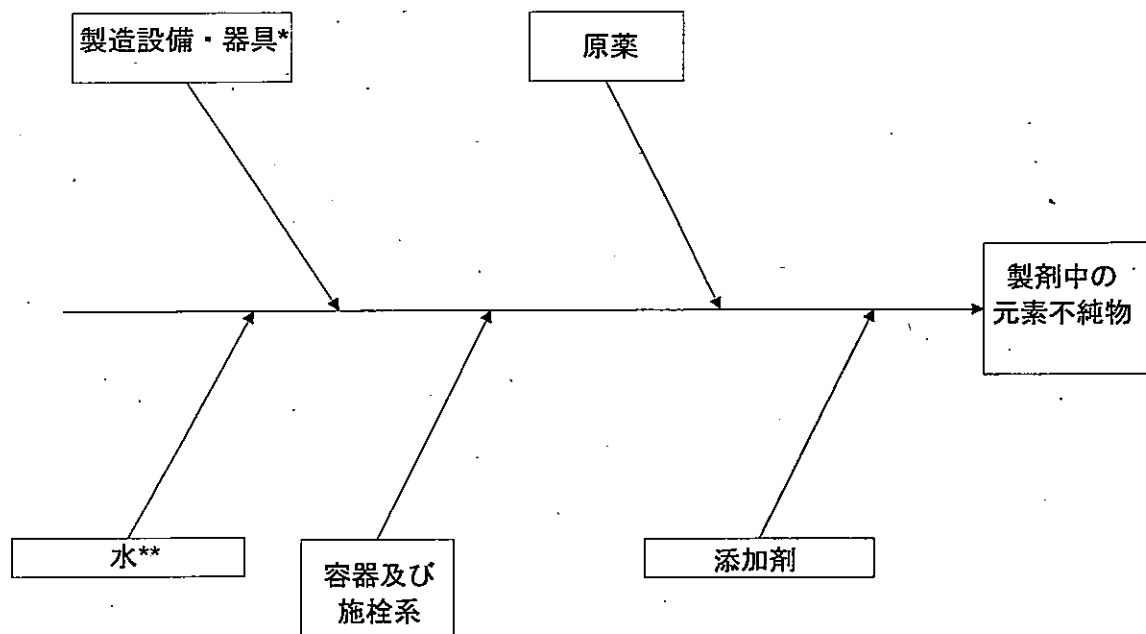 製造設備・器具*
原薬
製剤中の
元素不純物
水**
容器及び
施栓系
添加剤